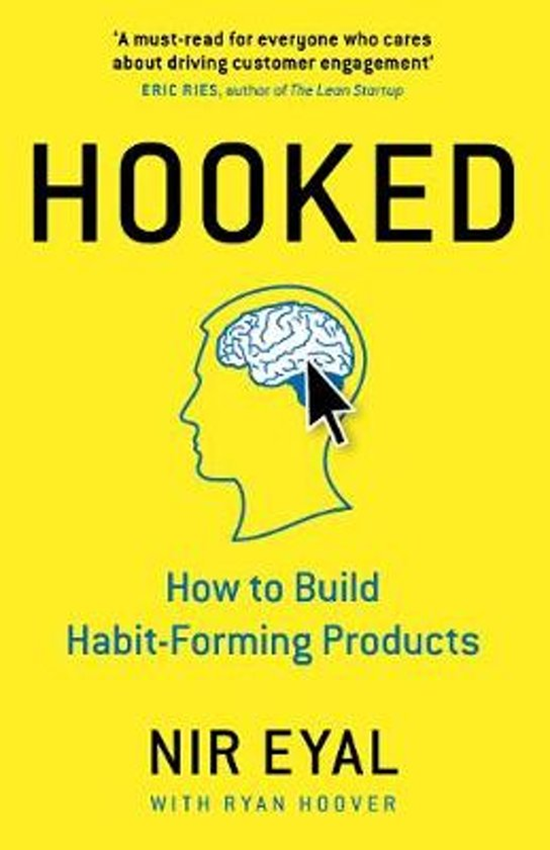 ‘A must-read for everyone who cares
about driving customer engagement’
ERIC RIES, author of The Lean Startup
HOOKED
How to Build
Habit-Forming Products
NIR EYAL
WITH RYAN HOOVER